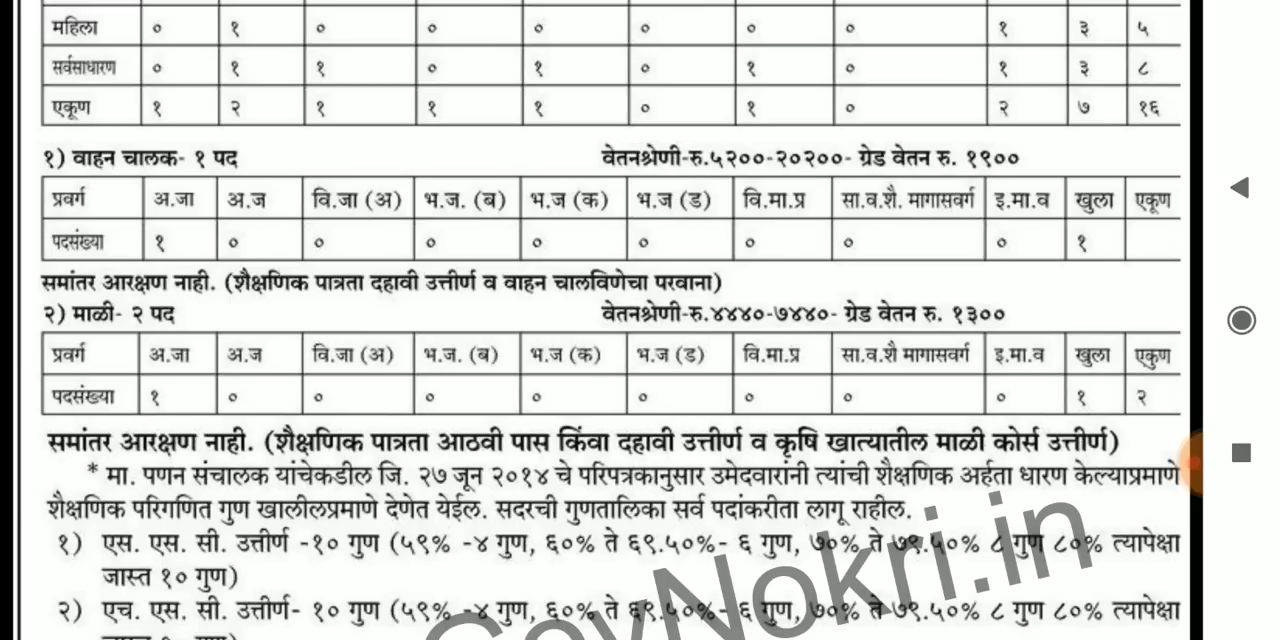 महिला ० १ ० ० ० ० ० ० १ ३ ५
सर्वसाधारण ० १ १ ० १ ० १ ० १ ३ ८
एकूण १ २ १ १ १ ० १ ० २ ७ १६
१) वाहन चालक- १ पद वेतनश्रेणी-रु.५२००-२०२००- ग्रेड वेतन रु. १९००
प्रवर्ग अ.जा अ.ज वि.जा (अ) भ.ज. (ब) भ.ज (क) भ.ज (ड) वि.मा.प्र सा.व.शै. मागासवर्ग इ.मा.व खुला एकूण
पदसंख्या १ ० ० ० ० ० ० ० ० १
समांतर आरक्षण नाही. (शैक्षणिक पात्रता दहावी उत्तीर्ण व वाहन चालविणेचा परवाना)
२) माळी- २ पद वेतनश्रेणी-रु.४४४०-७४४०- ग्रेड वेतन रु. १३००
प्रवर्ग अ.जा अ.ज वि.जा (अ) भ.ज. (ब) भ.ज (क) भ.ज (ड) वि.मा.प्र सा.व.शै मागासवर्ग इ.मा.व खुला एकुण
पदसंख्या १ ० ० ० ० ० ० ० ० १ २
समांतर आरक्षण नाही. (शैक्षणिक पात्रता आठवी पास किंवा दहावी उत्तीर्ण व कृषि खात्यातील माळी कोर्स उत्तीर्ण)
* मा. पणन संचालक यांचेकडील जि. २७ जून २०१४ चे परिपत्रकानुसार उमेदवारांनी त्यांची शैक्षणिक अर्हता धारण केल्याप्रमाणे
शैक्षणिक परिगणित गुण खालीलप्रमाणे देणेत येईल. सदरची गुणतालिका सर्व पदांकरीता लागू राहील.
१) एस. एस. सी. उत्तीर्ण -१० गुण (५९% -४ गुण, ६०% ते ६९.५०%- ६ गुण, ७०% ते ७९.५०% ८ गुण ८०% त्यापेक्षा
जास्त १० गुण)
२) एच. एस. सी. उत्तीर्ण- १० गुण (५९% -४ गुण, ६०% ते ६९.५०%- ६ गुण, ७०% ते ७९.५०% ८ गुण ८०% त्यापेक्षा
GovNokri.in